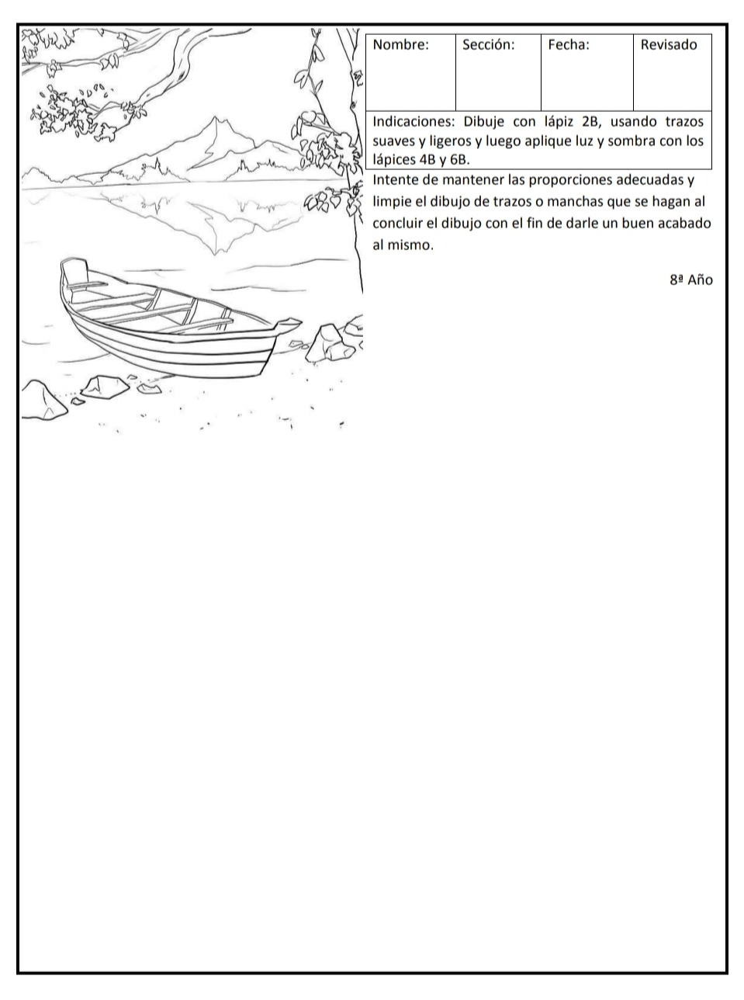 Nombre: Sección: Fecha: Revisado
Indicaciones: Dibuje con lápiz 2B, usando trazos
suaves y ligeros y luego aplique luz y sombra con los
lápices 4B y 6B.
Intente de mantener las proporciones adecuadas y
limpie el dibujo de trazos o manchas que se hagan al
concluir el dibujo con el fin de darle un buen acabado
al mismo.
8ª Año